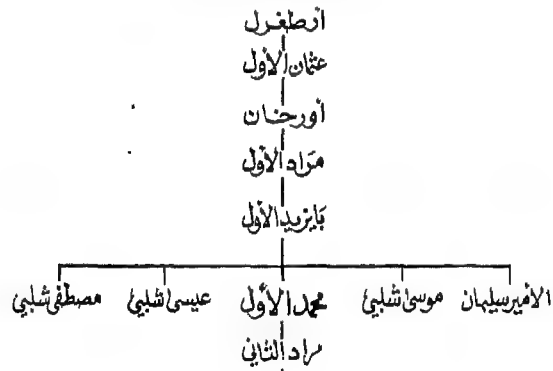 أرطغرل
عثمان الأول
أورخان
مراد الأول
بايزيد الأول
الأمير سليمان موسى شلبي محمد الأول عيسى شلبي مصطفى شلبي
مراد الثاني